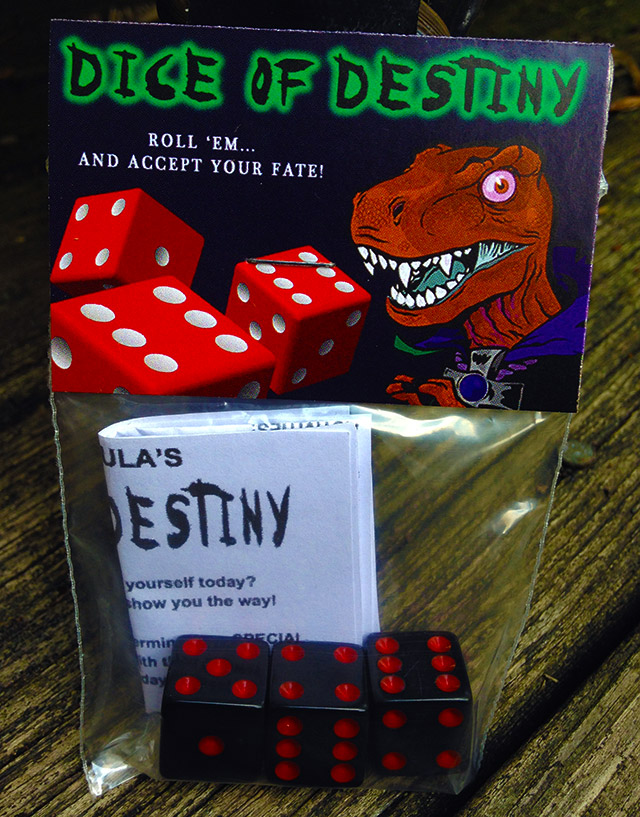 DICE OF DESTINY
ROLL 'EM...
AND ACCEPT YOUR FATE!
ULA'S
DESTINY
yourself today?
show you the way!
SPECIAL